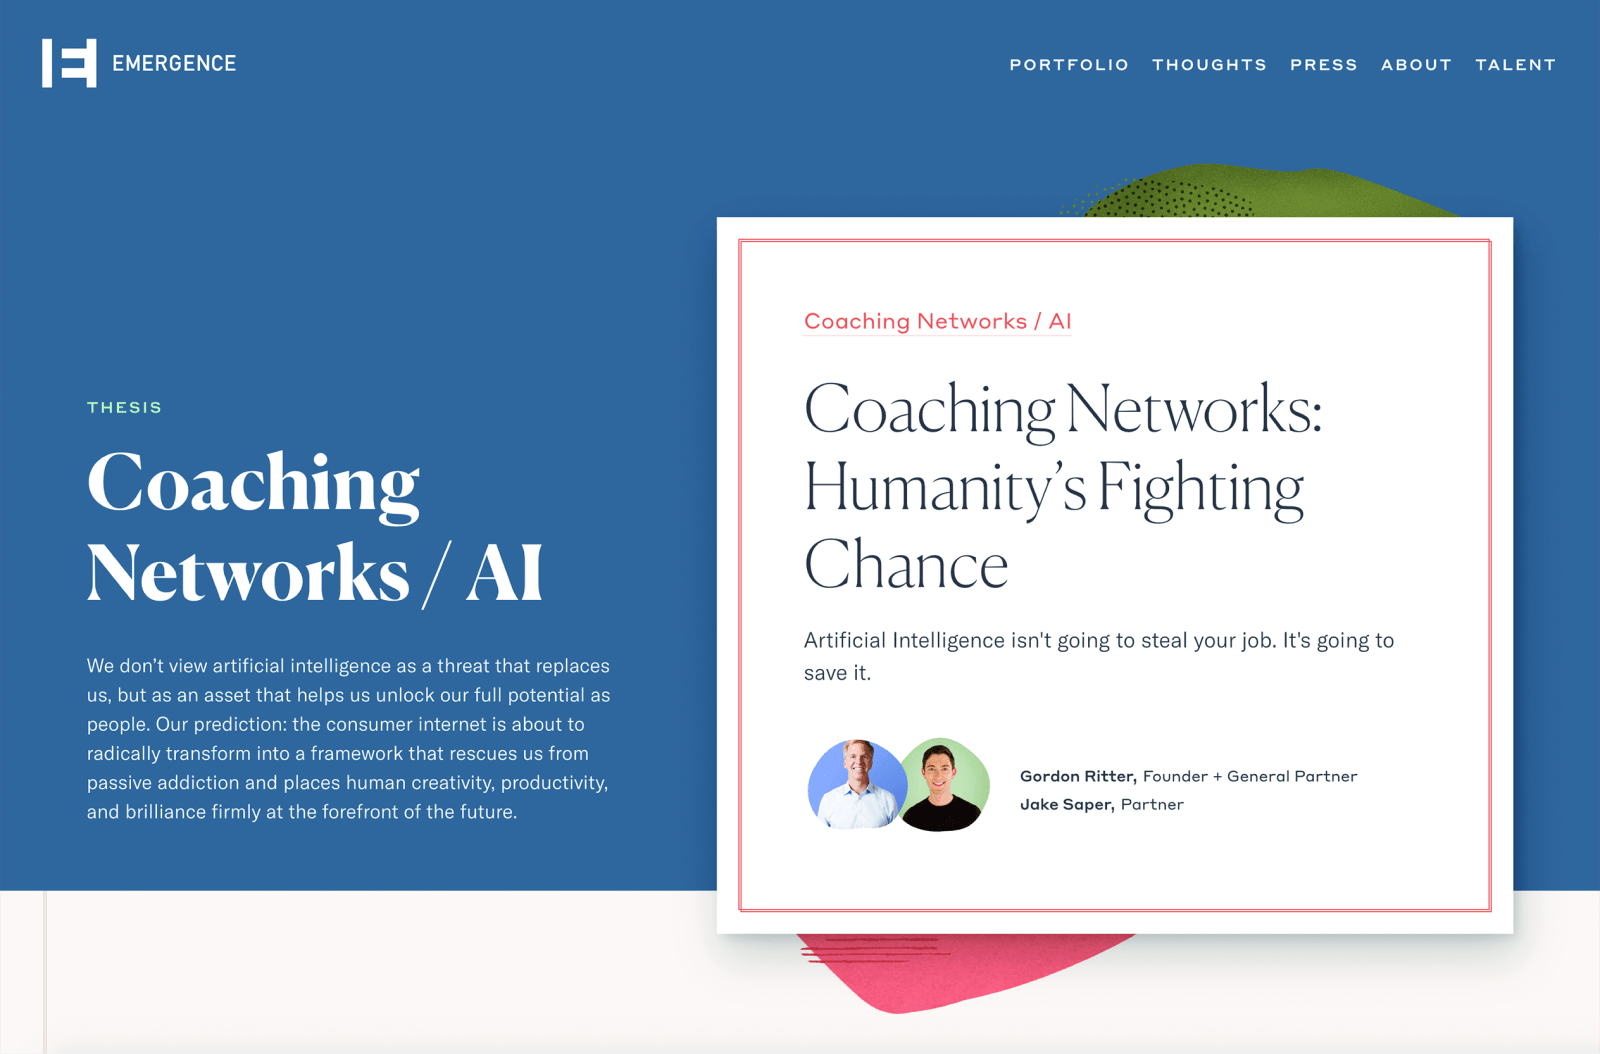 EMERGENCE
PORTFOLIO THOUGHTS PRESS ABOUT TALENT
THESIS
Coaching
Networks / AI
We don’t view artificial intelligence as a threat that replaces
us, but as an asset that helps us unlock our full potential as
people. Our prediction: the consumer internet is about to
radically transform into a framework that rescues us from
passive addiction and places human creativity, productivity,
and brilliance firmly at the forefront of the future.
Coaching Networks / AI
Coaching Networks:
Humanity’s Fighting
Chance
Artificial Intelligence isn't going to steal your job. It's going to
save it.
Gordon Ritter, Founder + General Partner
Jake Saper, Partner